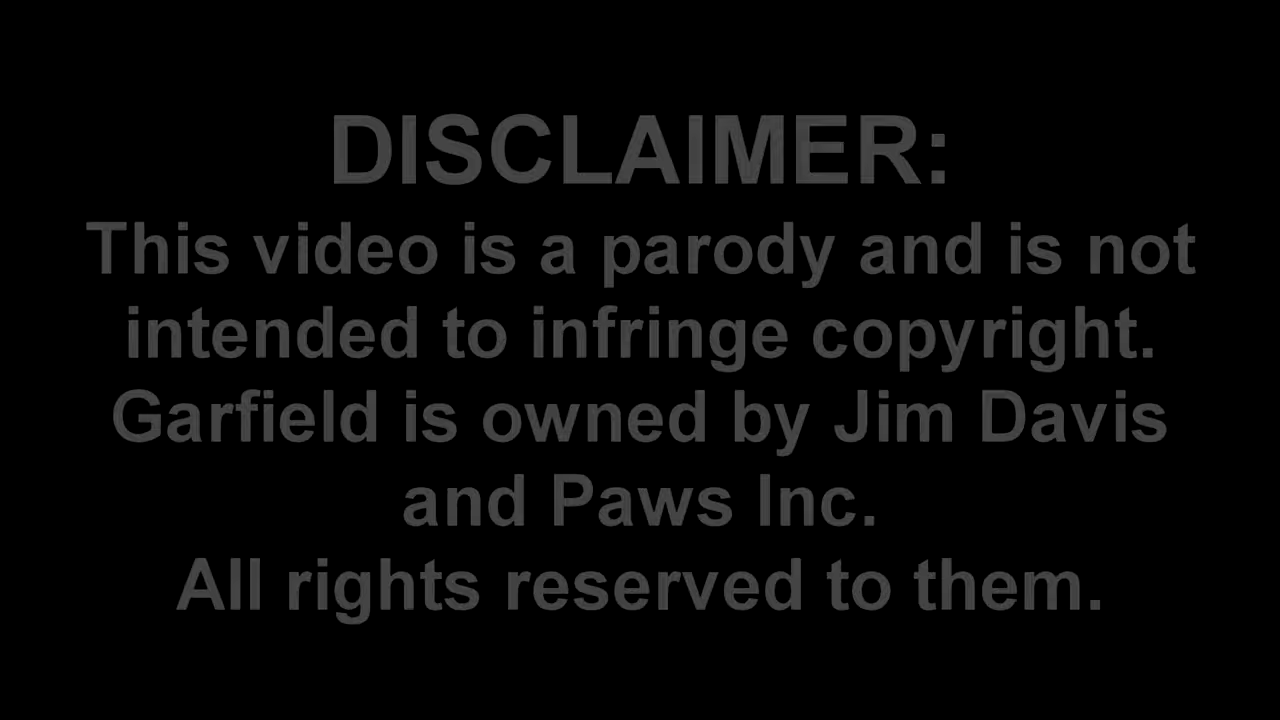 DISCLAIMER:
This video is a parody and is not
intended to infringe copyright.
Garfield is owned by Jim Davis
and Paws Inc.
All rights reserved to them.